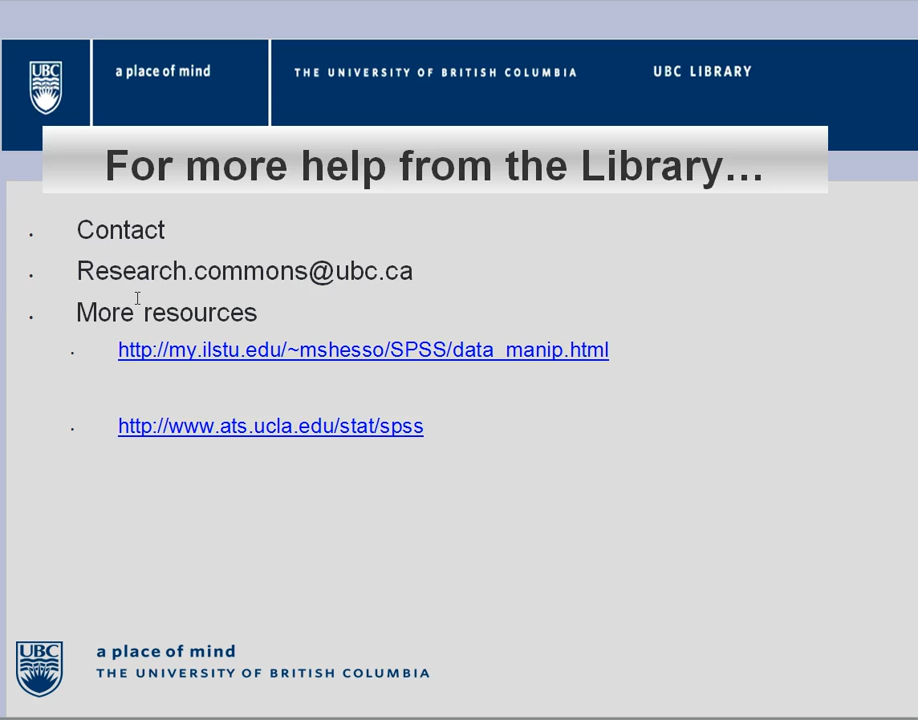 UBC
a place of mind
THE UNIVERSITY OF BRITISH COLUMBIA
UBC LIBRARY
For more help from the Library...
Contact
Research.commons@ubc.ca
More resources
http://my.ilstu.edu/~mshesso/SPSS/data_manip.html
http://www.ats.ucla.edu/stat/spss
UBC
a place of mind
THE UNIVERSITY OF BRITISH COLUMBIA